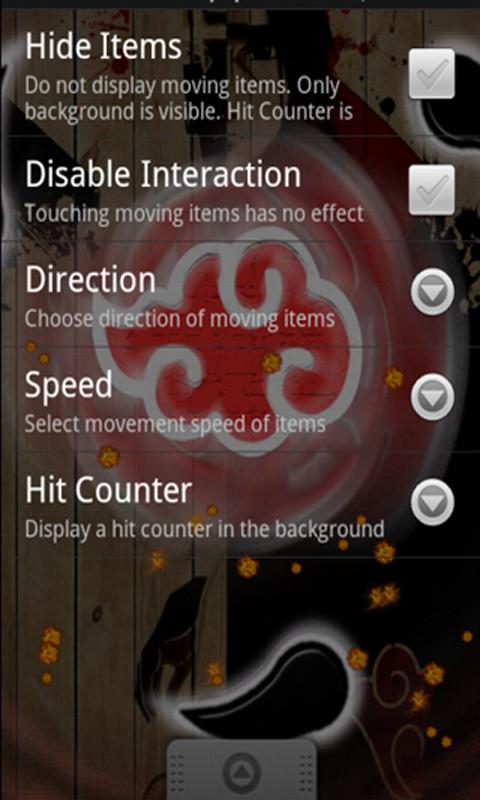 Hide Items
Do not display moving items. Only
background is visible. Hit Counter is
Disable Interaction
Touching moving items has no effect
Direction
Choose direction of moving items
Speed
Select movement speed of items
Hit Counter
Display a hit counter in the background